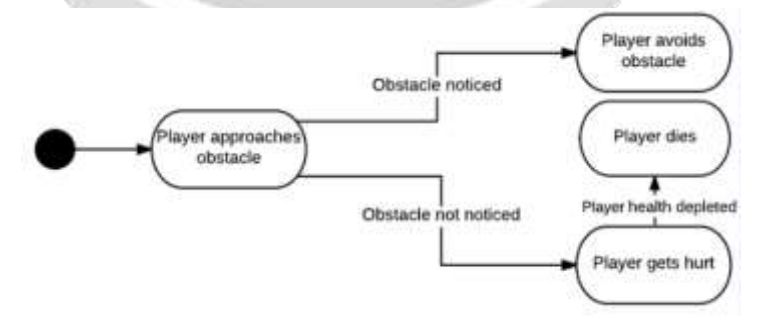 Player avoids
obstacle
Obstacle noticed
Player approaches
obstacle
Player dies
Player health depleted
Obstacle not noticed
Player gets hurt